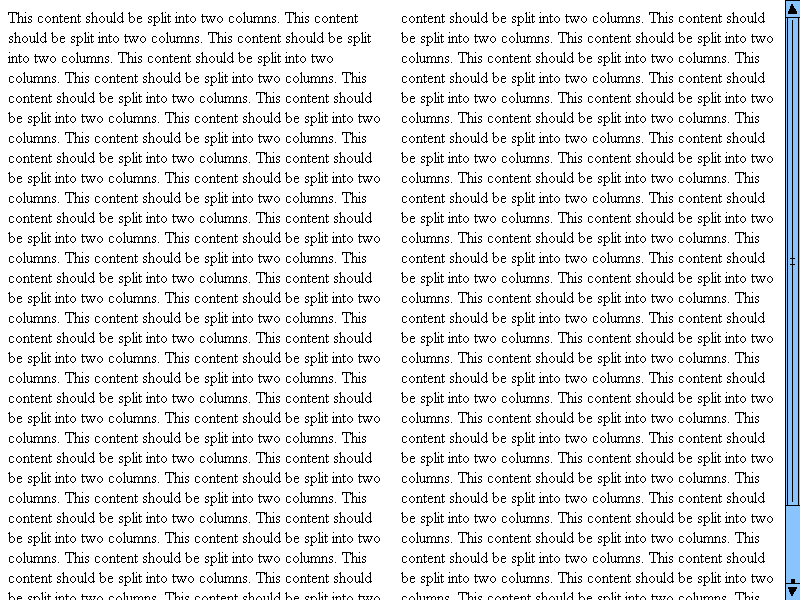 This content should be split into two columns. This content
should be split into two columns. This content should be split
into two columns. This content should be split into two
columns. This content should be split into two columns. This
content should be split into two columns. This content should
be split into two columns. This content should be split into two
columns. This content should be split into two columns. This
content should be split into two columns. This content should
be split into two columns. This content should be split into two
columns. This content should be split into two columns. This
content should be split into two columns. This content should
be split into two columns. This content should be split into two
columns. This content should be split into two columns. This
content should be split into two columns. This content should
be split into two columns. This content should be split into two
columns. This content should be split into two columns. This
content should be split into two columns. This content should
be split into two columns. This content should be split into two
columns. This content should be split into two columns. This
content should be split into two columns. This content should
be split into two columns. This content should be split into two
columns. This content should be split into two columns. This
content should be split into two columns. This content should
be split into two columns. This content should be split into two
columns. This content should be split into two columns. This
content should be split into two columns. This content should
be split into two columns. This content should be split into two
columns. This content should be split into two columns. This
content should be split into two columns. This content should
be split into two columns. This content should be split into two
content should be split into two columns. This content should
be split into two columns. This content should be split into two
columns. This content should be split into two columns. This
content should be split into two columns. This content should
be split into two columns. This content should be split into two
columns. This content should be split into two columns. This
content should be split into two columns. This content should
be split into two columns. This content should be split into two
columns. This content should be split into two columns. This
content should be split into two columns. This content should
be split into two columns. This content should be split into two
columns. This content should be split into two columns. This
content should be split into two columns. This content should
be split into two columns. This content should be split into two
columns. This content should be split into two columns. This
content should be split into two columns. This content should
be split into two columns. This content should be split into two
columns. This content should be split into two columns. This
content should be split into two columns. This content should
be split into two columns. This content should be split into two
columns. This content should be split into two columns. This
content should be split into two columns. This content should
be split into two columns. This content should be split into two
columns. This content should be split into two columns. This
content should be split into two columns. This content should
be split into two columns. This content should be split into two
columns. This content should be split into two columns. This
content should be split into two columns. This content should
be split into two columns. This content should be split into two
columns. This content should be split into two columns. This